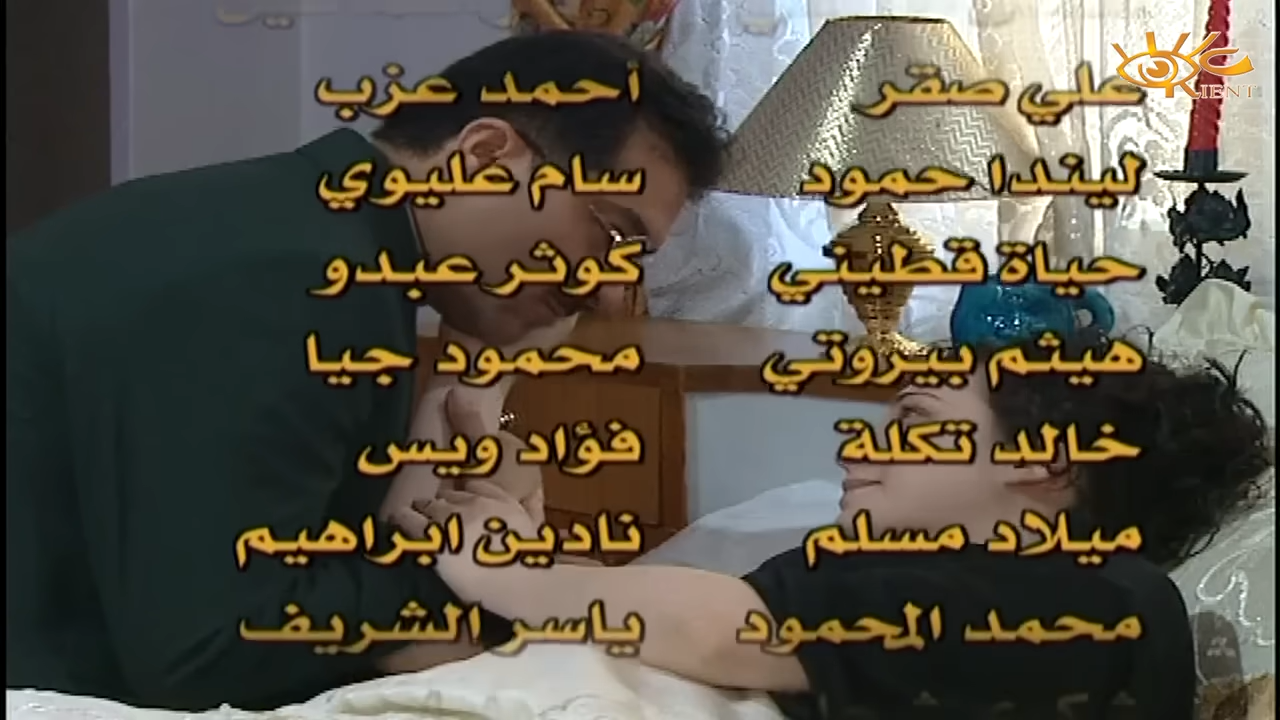 علي صقر أحمد عزب
ليندا حمود سام عليوي
حياة قطيني كوثر عبدو
هيثم بيروتي محمود جيا
خالد تكلة فؤاد ويس
ميلاد مسلم نادين ابراهيم
محمد المحمود ياسر الشريف
RIENT